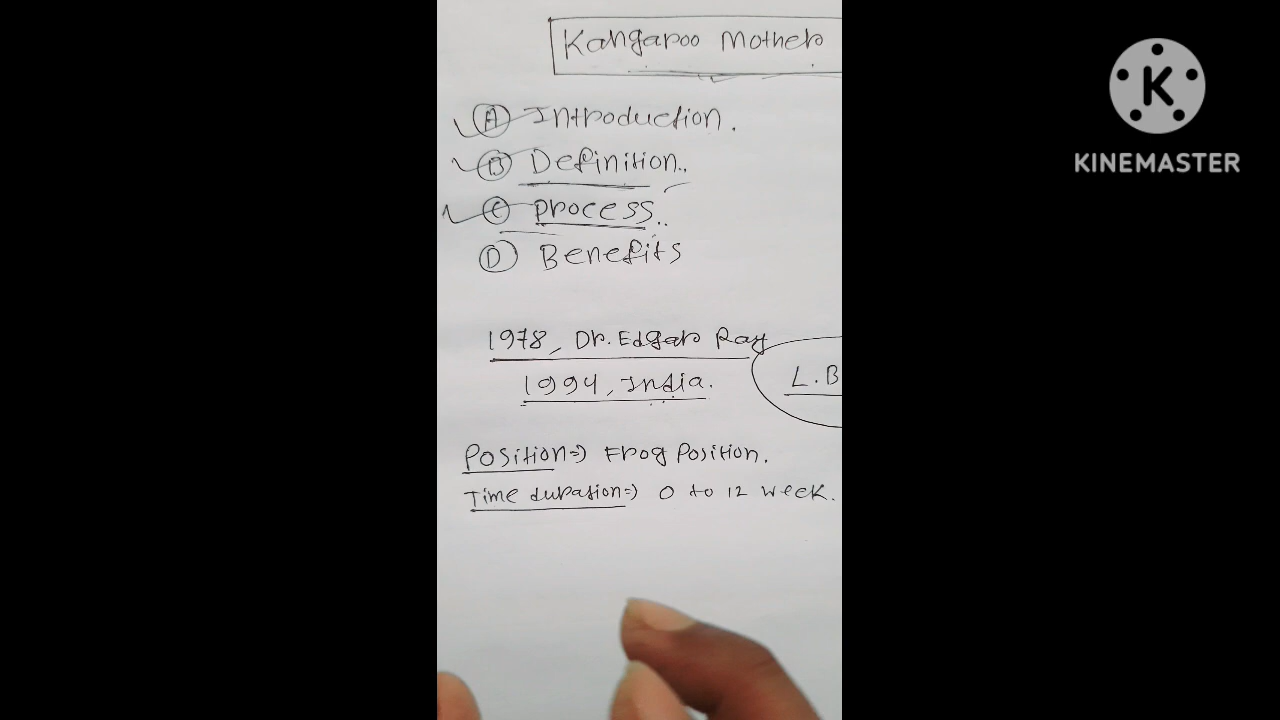 Kangaroo Mother
A Introduction.
B Definition..
C process..
D Benefits
1978, Dr. Edgar Ray
1994, India.
L.B
Position=> Frog Position.
Time duration=> 0 to 12 week.
K
KINEMASTER